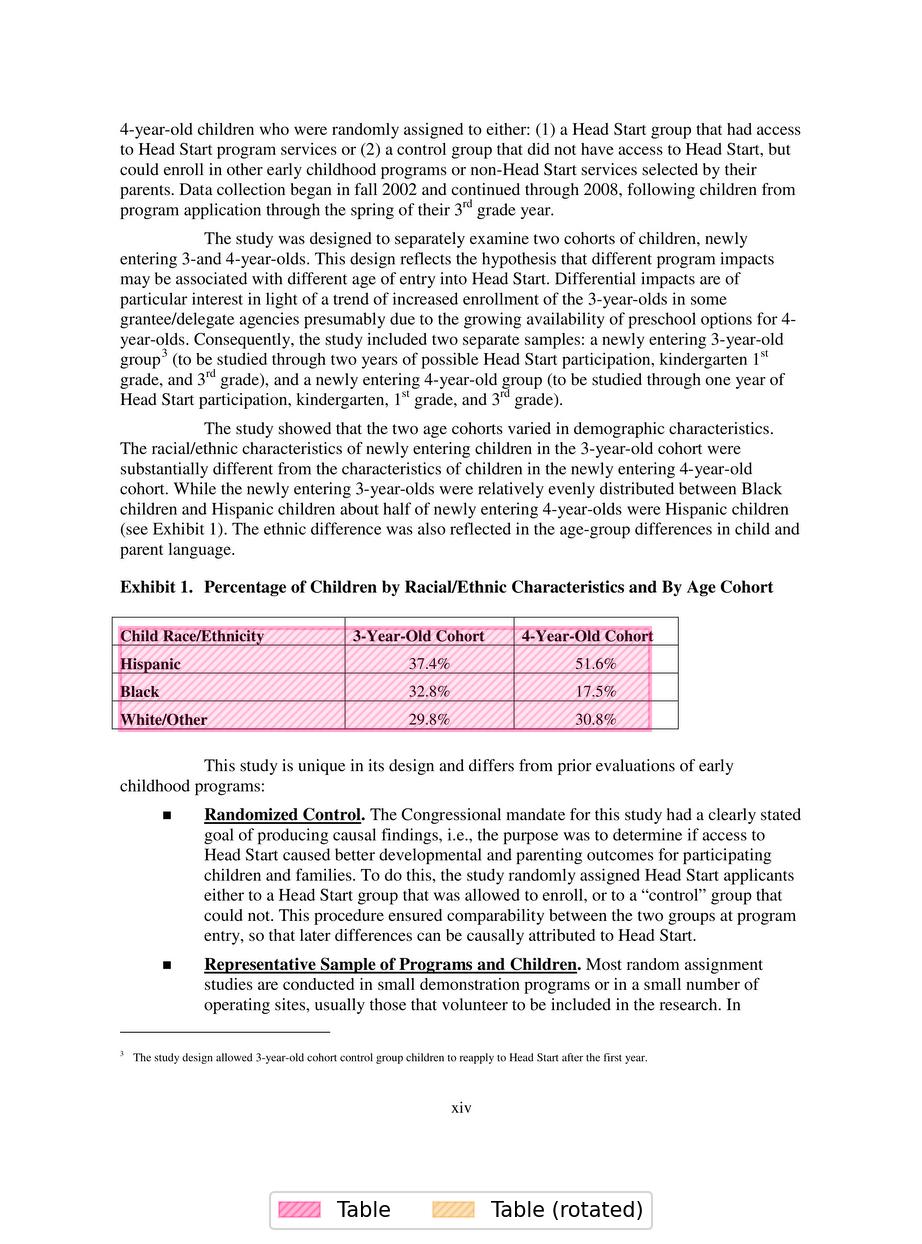 4-year-old children who were randomly assigned to either: (1) a Head Start group that had access
to Head Start program services or (2) a control group that did not have access to Head Start, but
could enroll in other early childhood programs or non-Head Start services selected by their
parents. Data collection began in fall 2002 and continued through 2008, following children from
program application through the spring of their 3rd grade year.
The study was designed to separately examine two cohorts of children, newly
entering 3-and 4-year-olds. This design reflects the hypothesis that different program impacts
may be associated with different age of entry into Head Start. Differential impacts are of
particular interest in light of a trend of increased enrollment of the 3-year-olds in some
grantee/delegate agencies presumably due to the growing availability of preschool options for 4-
year-olds. Consequently, the study included two separate samples: a newly entering 3-year-old
group3 (to be studied through two years of possible Head Start participation, kindergarten 1st
grade, and 3rd grade), and a newly entering 4-year-old group (to be studied through one year of
Head Start participation, kindergarten, 1st grade, and 3rd grade).
The study showed that the two age cohorts varied in demographic characteristics.
The racial/ethnic characteristics of newly entering children in the 3-year-old cohort were
substantially different from the characteristics of children in the newly entering 4-year-old
cohort. While the newly entering 3-year-olds were relatively evenly distributed between Black
children and Hispanic children about half of newly entering 4-year-olds were Hispanic children
(see Exhibit 1). The ethnic difference was also reflected in the age-group differences in child and
parent language.
Exhibit 1. Percentage of Children by Racial/Ethnic Characteristics and By Age Cohort
Child Race/Ethnicity 3-Year-Old Cohort 4-Year-Old Cohort
Hispanic 37.4% 51.6%
Black 32.8% 17.5%
White/Other 29.8% 30.8%
This study is unique in its design and differs from prior evaluations of early
childhood programs:
■ Randomized Control. The Congressional mandate for this study had a clearly stated
goal of producing causal findings, i.e., the purpose was to determine if access to
Head Start caused better developmental and parenting outcomes for participating
children and families. To do this, the study randomly assigned Head Start applicants
either to a Head Start group that was allowed to enroll, or to a “control” group that
could not. This procedure ensured comparability between the two groups at program
entry, so that later differences can be causally attributed to Head Start.
■ Representative Sample of Programs and Children. Most random assignment
studies are conducted in small demonstration programs or in a small number of
operating sites, usually those that volunteer to be included in the research. In
3 The study design allowed 3-year-old cohort control group children to reapply to Head Start after the first year.
xiv
Table Table (rotated)